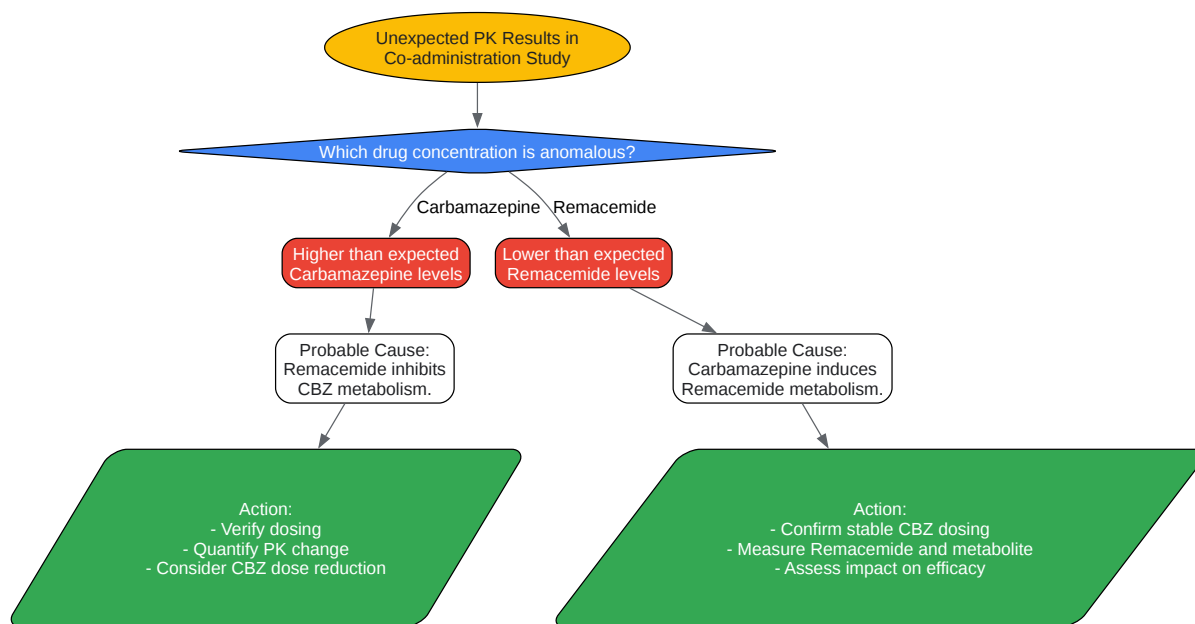 Unexpected PK Results in
Co-administration Study
Which drug concentration is anomalous?
Carbamazepine
Remacemide
Higher than expected
Carbamazepine levels
Lower than expected
Remacemide levels
Probable Cause:
Remacemide inhibits
CBZ metabolism.
Probable Cause:
Carbamazepine induces
Remacemide metabolism.
Action:
- Verify dosing
- Quantify PK change
- Consider CBZ dose reduction
Action:
- Confirm stable CBZ dosing
- Measure Remacemide and metabolite
- Assess impact on efficacy